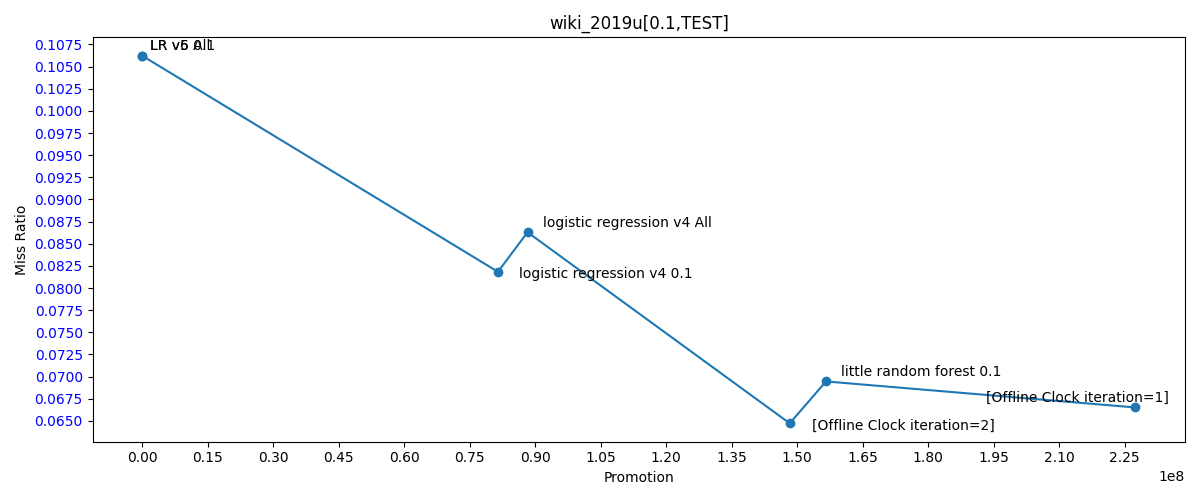 wiki_2019u[0.1,TEST]
Miss Ratio
0.1075
0.1050
0.1025
0.1000
0.0975
0.0950
0.0925
0.0900
0.0875
0.0850
0.0825
0.0800
0.0775
0.0750
0.0725
0.0700
0.0675
0.0650
logistic regression v4 All
logistic regression v4 0.1
little random forest 0.1
[Offline Clock iteration=1]
[Offline Clock iteration=2]
0.00 0.15 0.30 0.45 0.60 0.75 0.90 1.05 1.20 1.35 1.50 1.65 1.80 1.95 2.10 2.25
1e8
Promotion